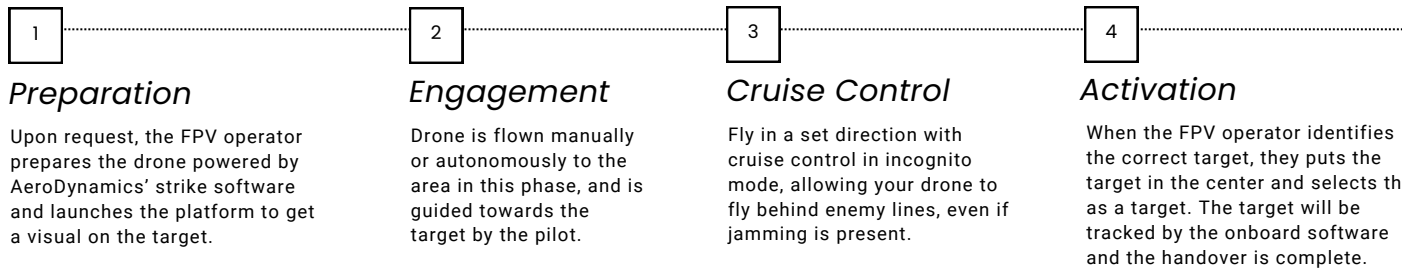 1
2
3
4
Preparation
Upon request, the FPV operator
prepares the drone powered by
AeroDynamics’ strike software
and launches the platform to get
a visual on the target.
Engagement
Drone is flown manually
or autonomously to the
area in this phase, and is
guided towards the
target by the pilot.
Cruise Control
Fly in a set direction with
cruise control in incognito
mode, allowing your drone to
fly behind enemy lines, even if
jamming is present.
Activation
When the FPV operator identifies
the correct target, they puts the
target in the center and selects th
as a target. The target will be
tracked by the onboard software
and the handover is complete.